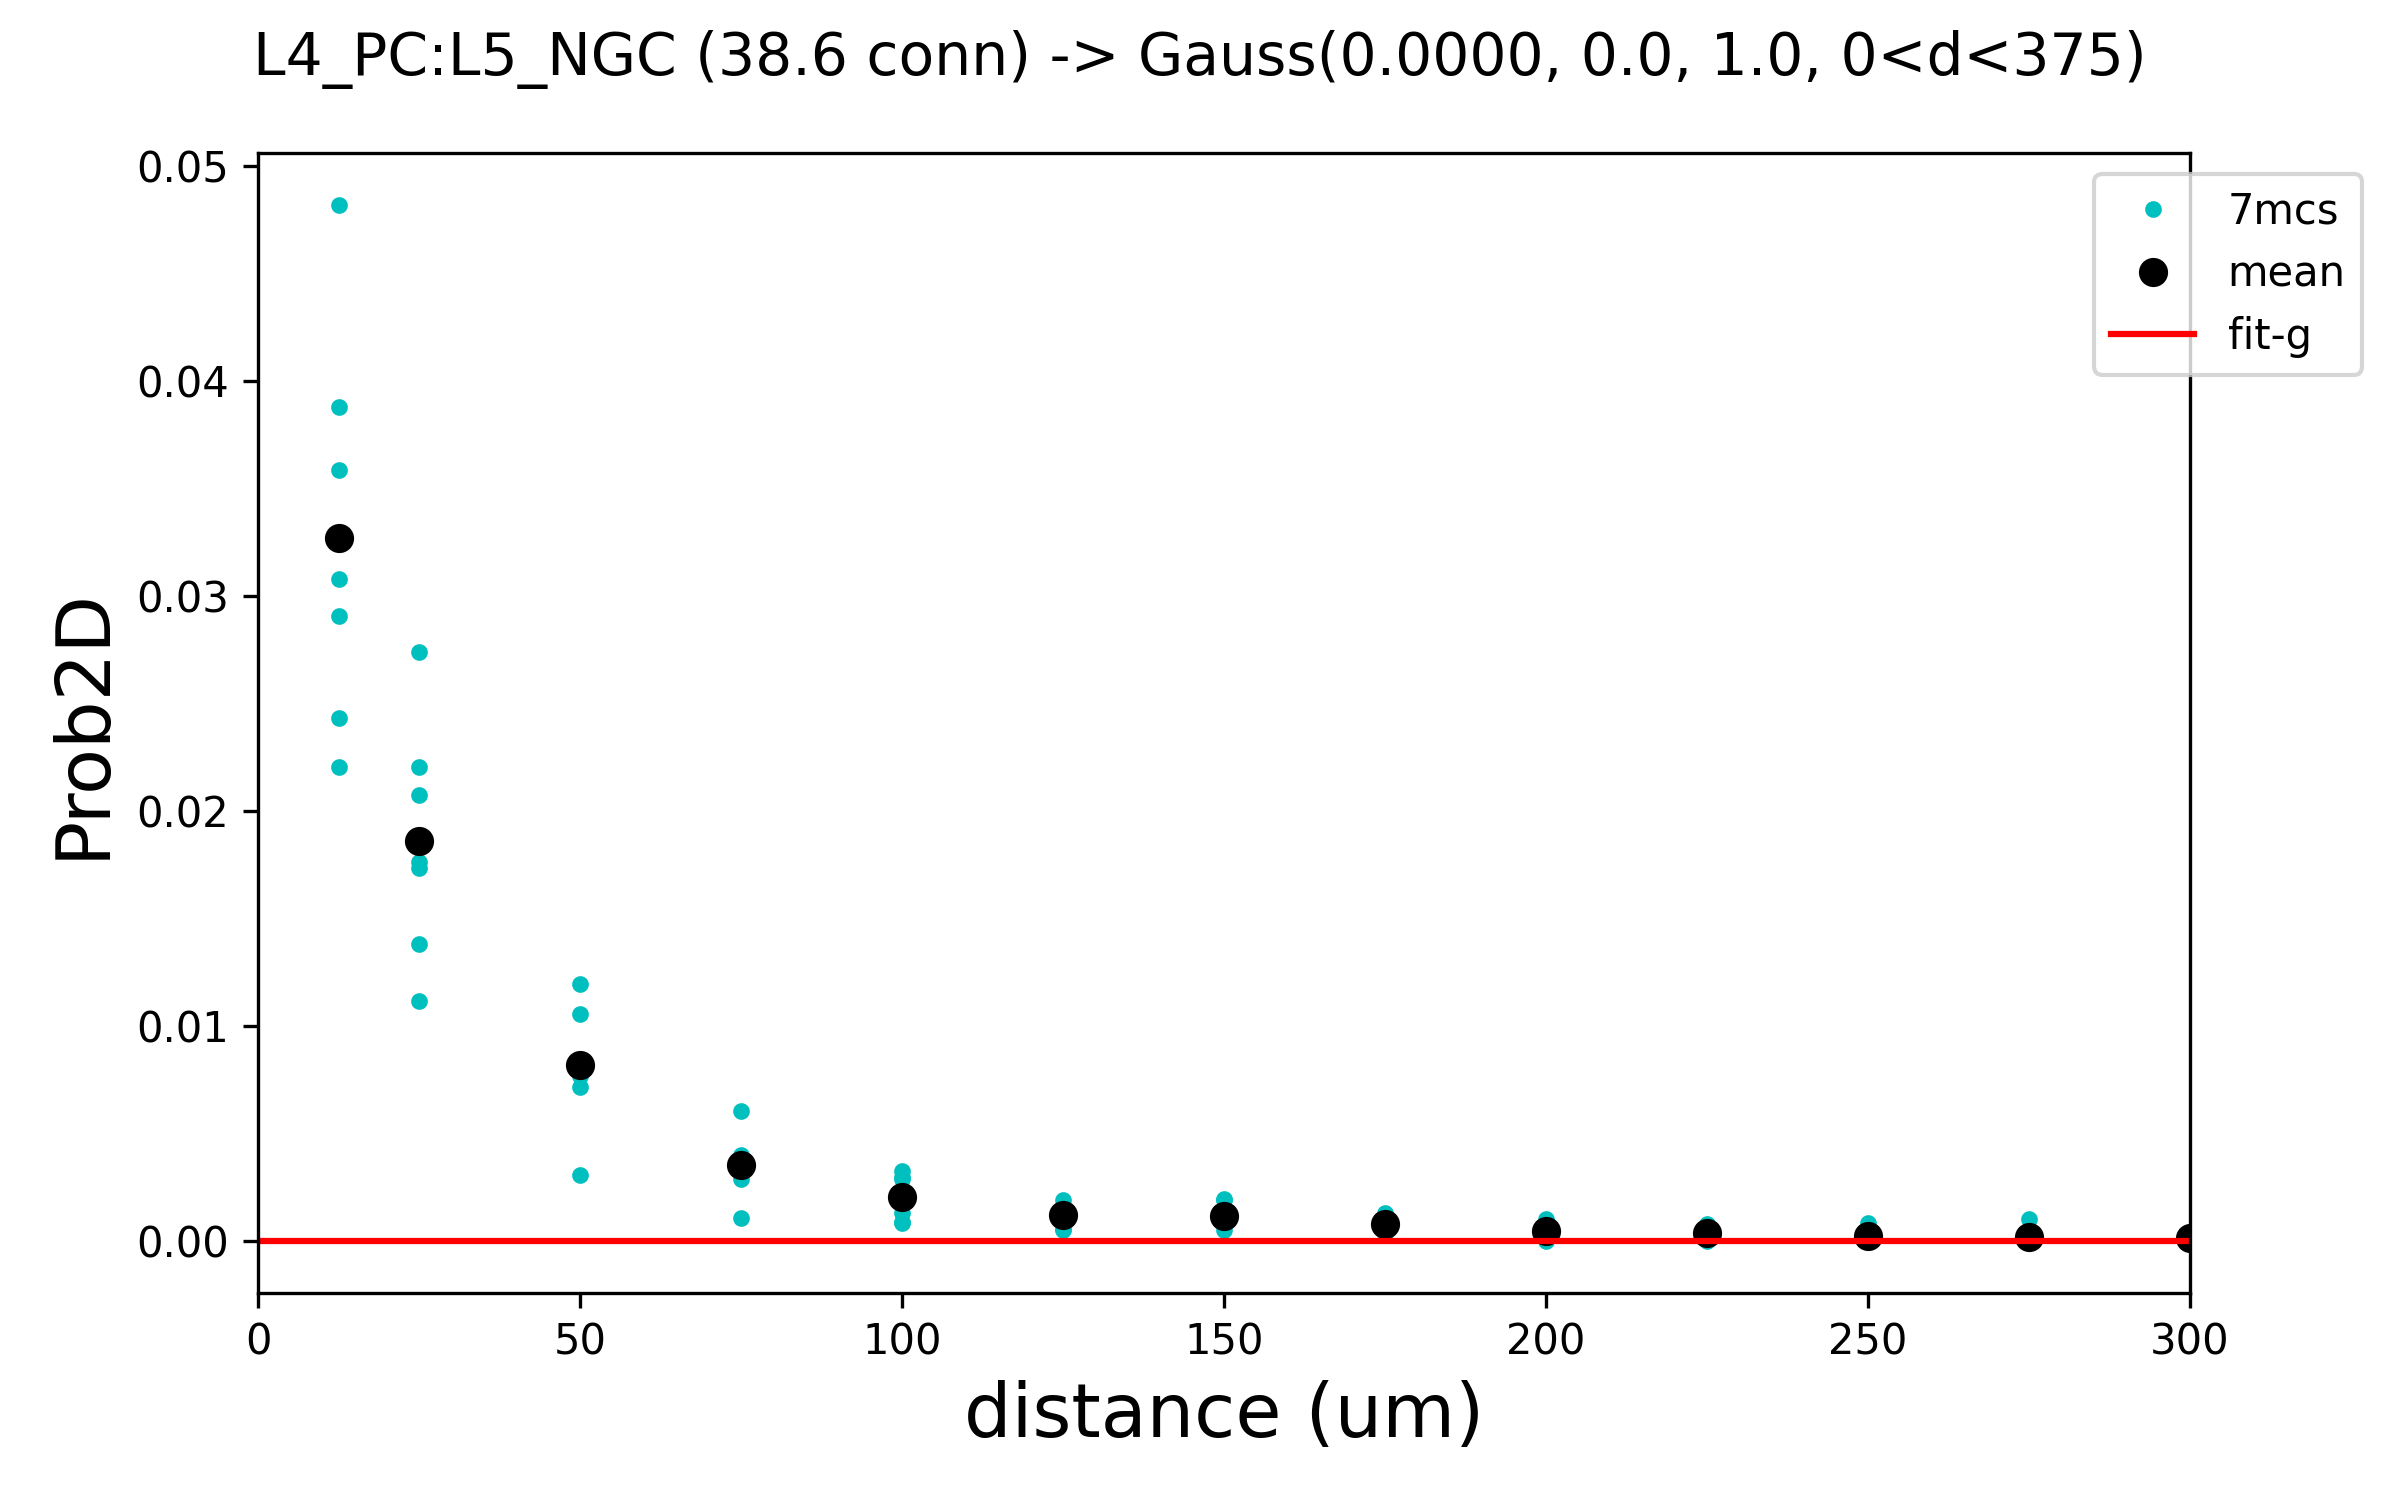 L4_PC:L5_NGC (38.6 conn) -> Gauss(0.0000, 0.0, 1.0, 0<d<375)
0.05
0.04
0.03
0.02
0.01
0.00
Prob2D
7mcs
mean
fit-g
0 50 100 150 200 250 300
distance (um)